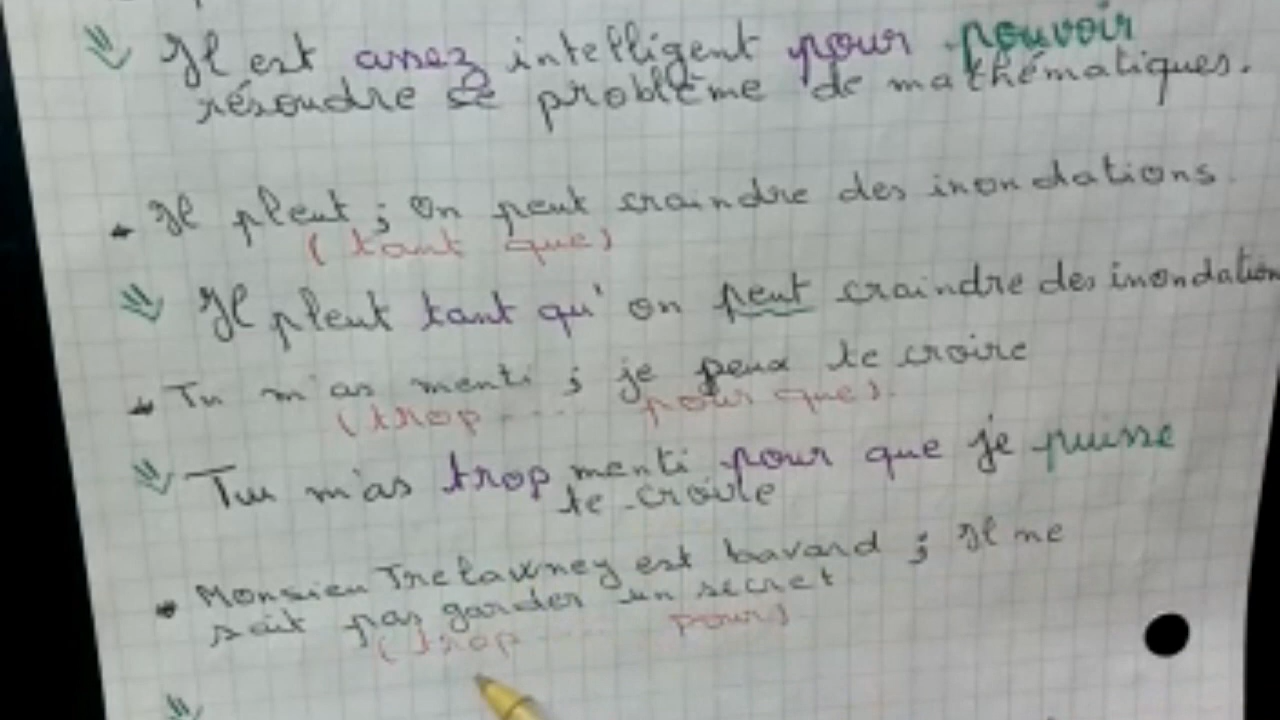 Il est assez intelligent pour pouvoir
résoudre ce problème de mathématiques.
Il pleut ; On peut craindre des inondations.
(tant que)
Il pleut tant qu'on peut craindre des inondation
Tu m'as menti ; je peux te croire
(trop ... pour que).
Tu m'as trop menti pour que je puisse
te croire
Monsieu Trelawney est bavard ; Il ne
sait pas garder un secret
(trop ... pour)